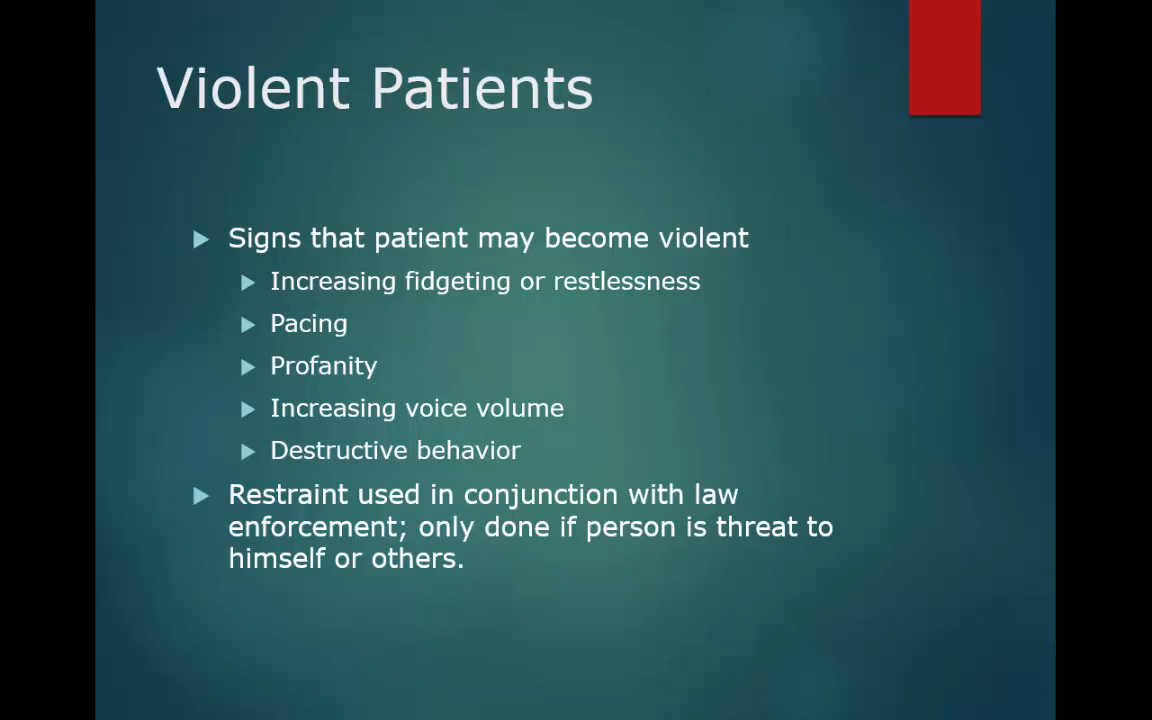 Violent Patients
Signs that patient may become violent
Increasing fidgeting or restlessness
Pacing
Profanity
Increasing voice volume
Destructive behavior
Restraint used in conjunction with law
enforcement; only done if person is threat to
himself or others.